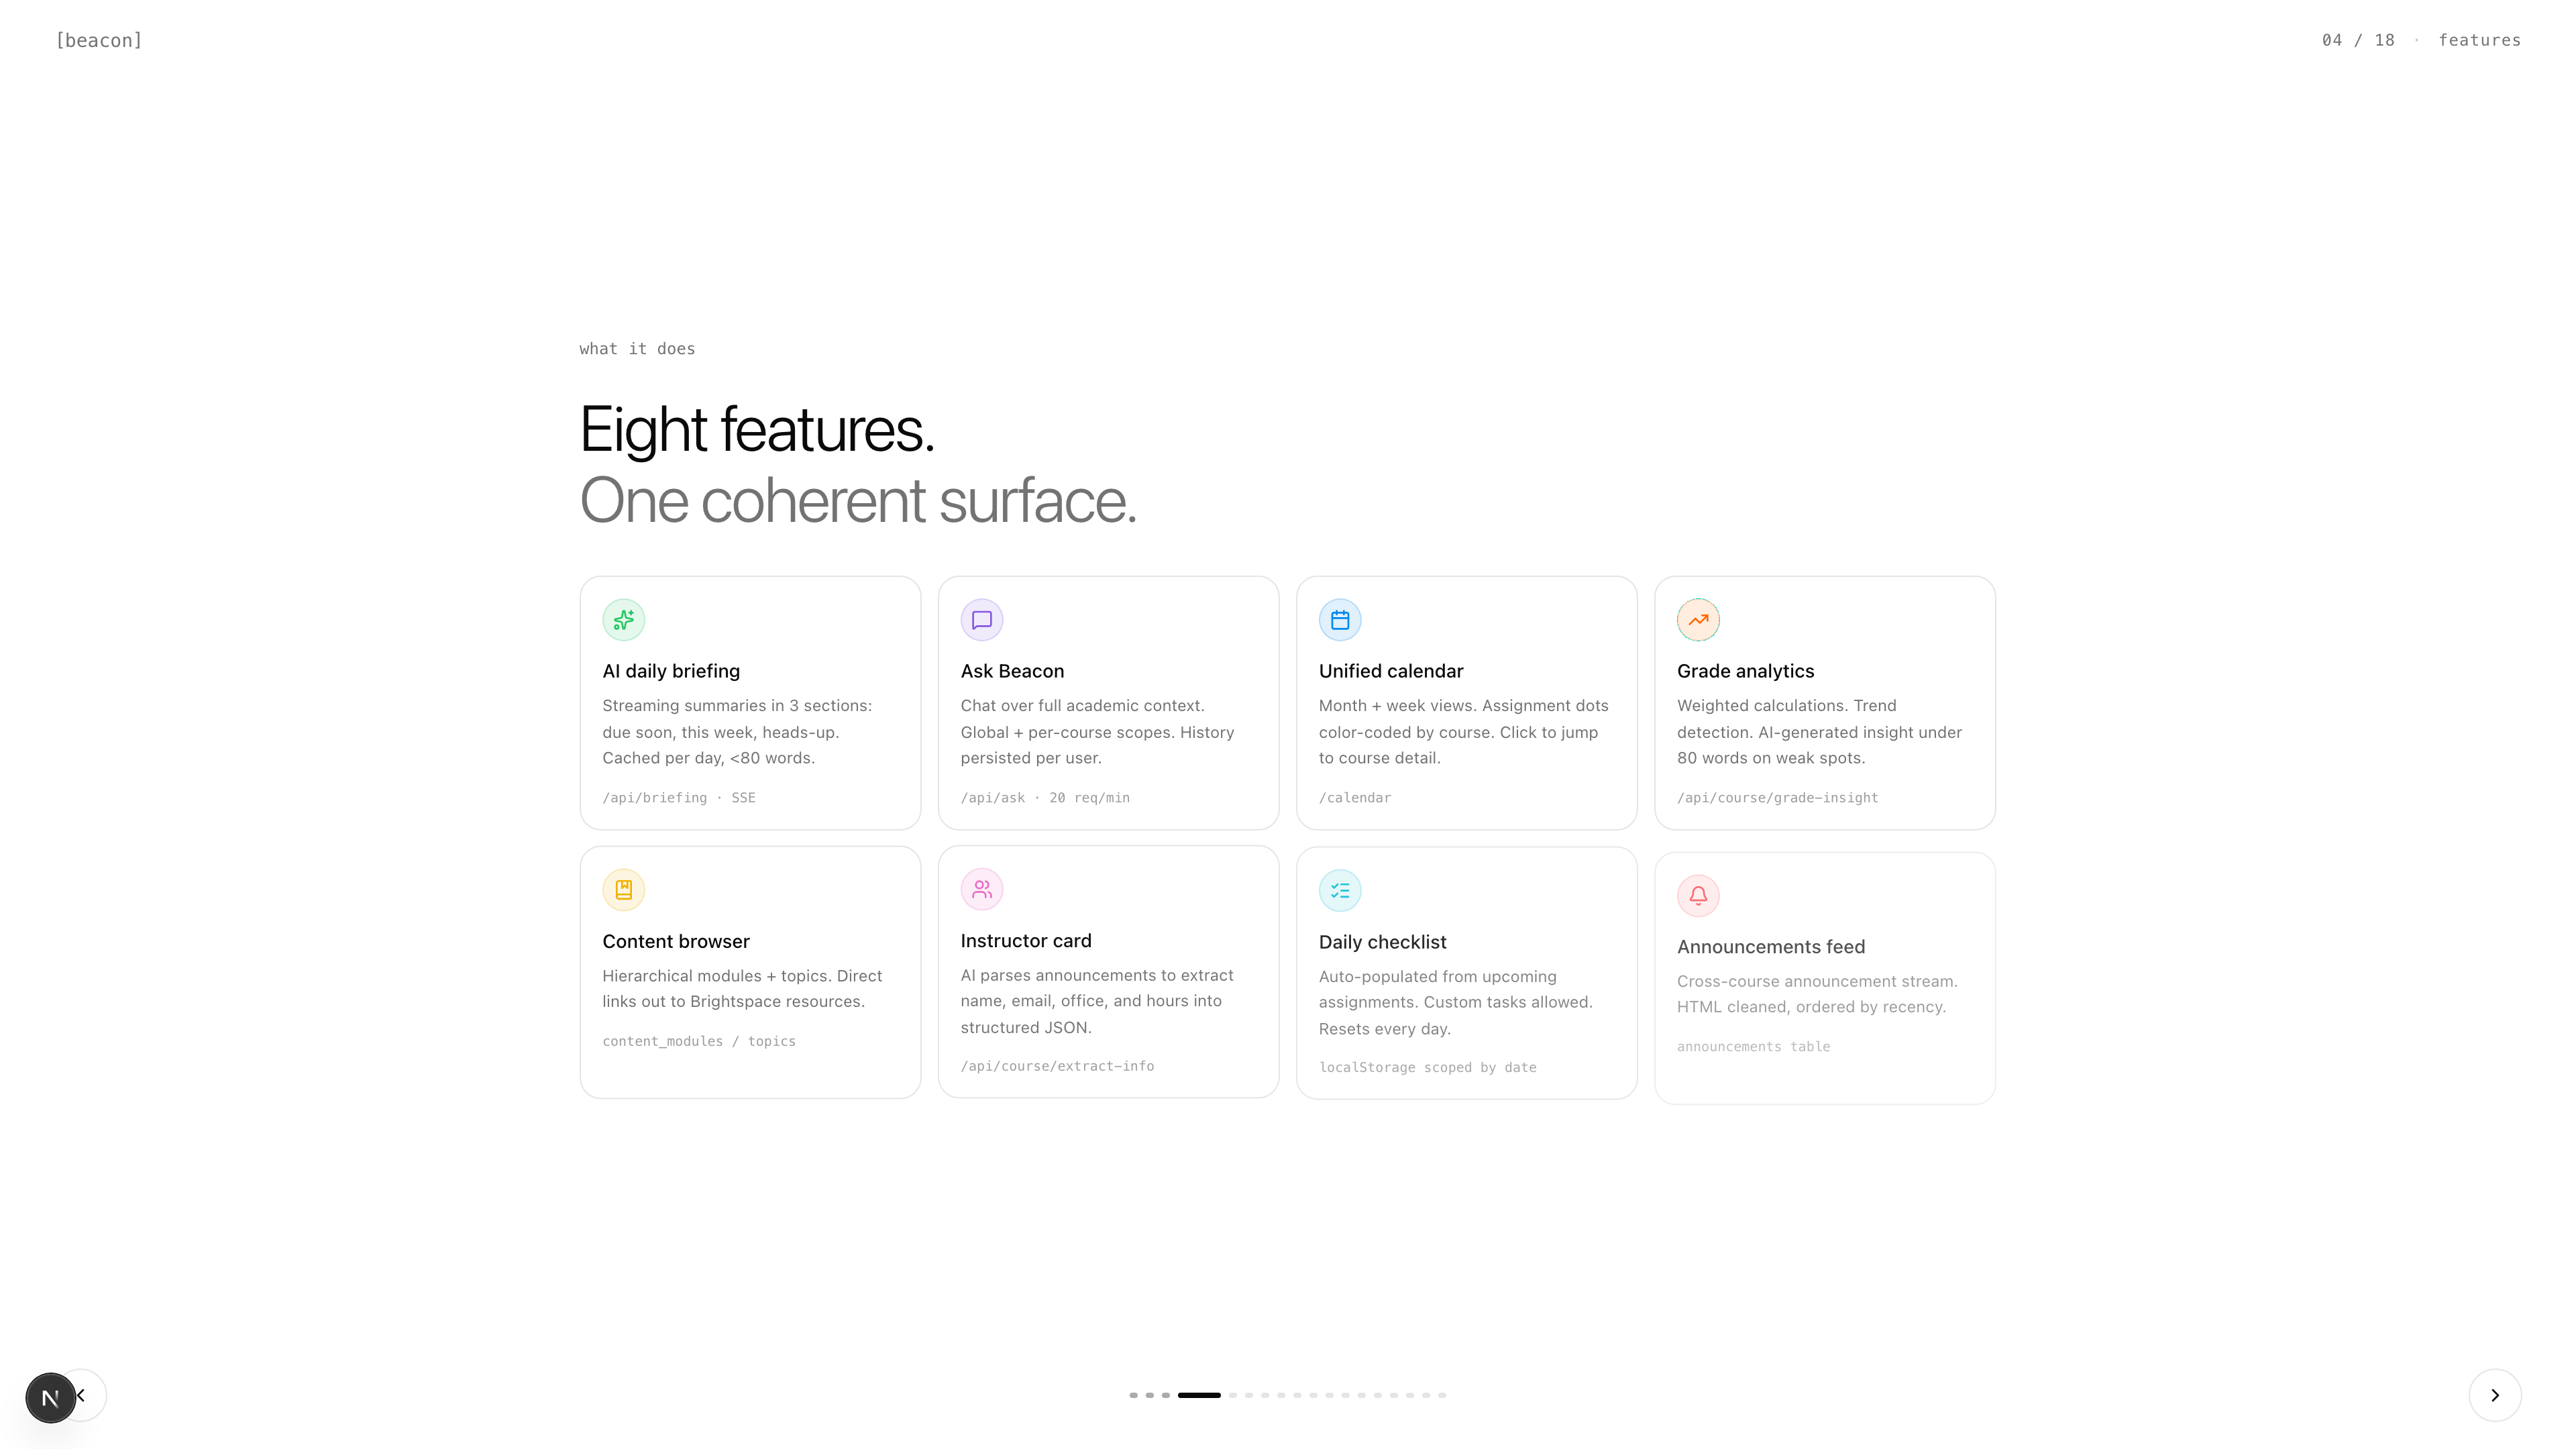 [beacon]
04 / 18 · features
what it does
Eight features.
One coherent surface.
AI daily briefing
Streaming summaries in 3 sections:
due soon, this week, heads-up.
Cached per day, <80 words.
/api/briefing · SSE
Ask Beacon
Chat over full academic context.
Global + per-course scopes. History
persisted per user.
/api/ask · 20 req/min
Unified calendar
Month + week views. Assignment dots
color-coded by course. Click to jump
to course detail.
/calendar
Grade analytics
Weighted calculations. Trend
detection. AI-generated insight under
80 words on weak spots.
/api/course/grade-insight
Content browser
Hierarchical modules + topics. Direct
links out to Brightspace resources.
content_modules / topics
Instructor card
AI parses announcements to extract
name, email, office, and hours into
structured JSON.
/api/course/extract-info
Daily checklist
Auto-populated from upcoming
assignments. Custom tasks allowed.
Resets every day.
localStorage scoped by date
Announcements feed
Cross-course announcement stream.
HTML cleaned, ordered by recency.
announcements table
N